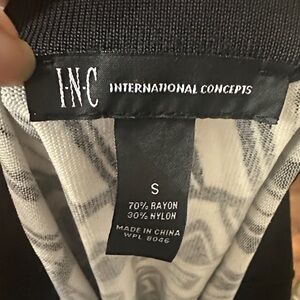 I·N·C INTERNATIONAL CONCEPTS
S
70% RAYON
30% NYLON
MADE IN CHINA
WPL 8046